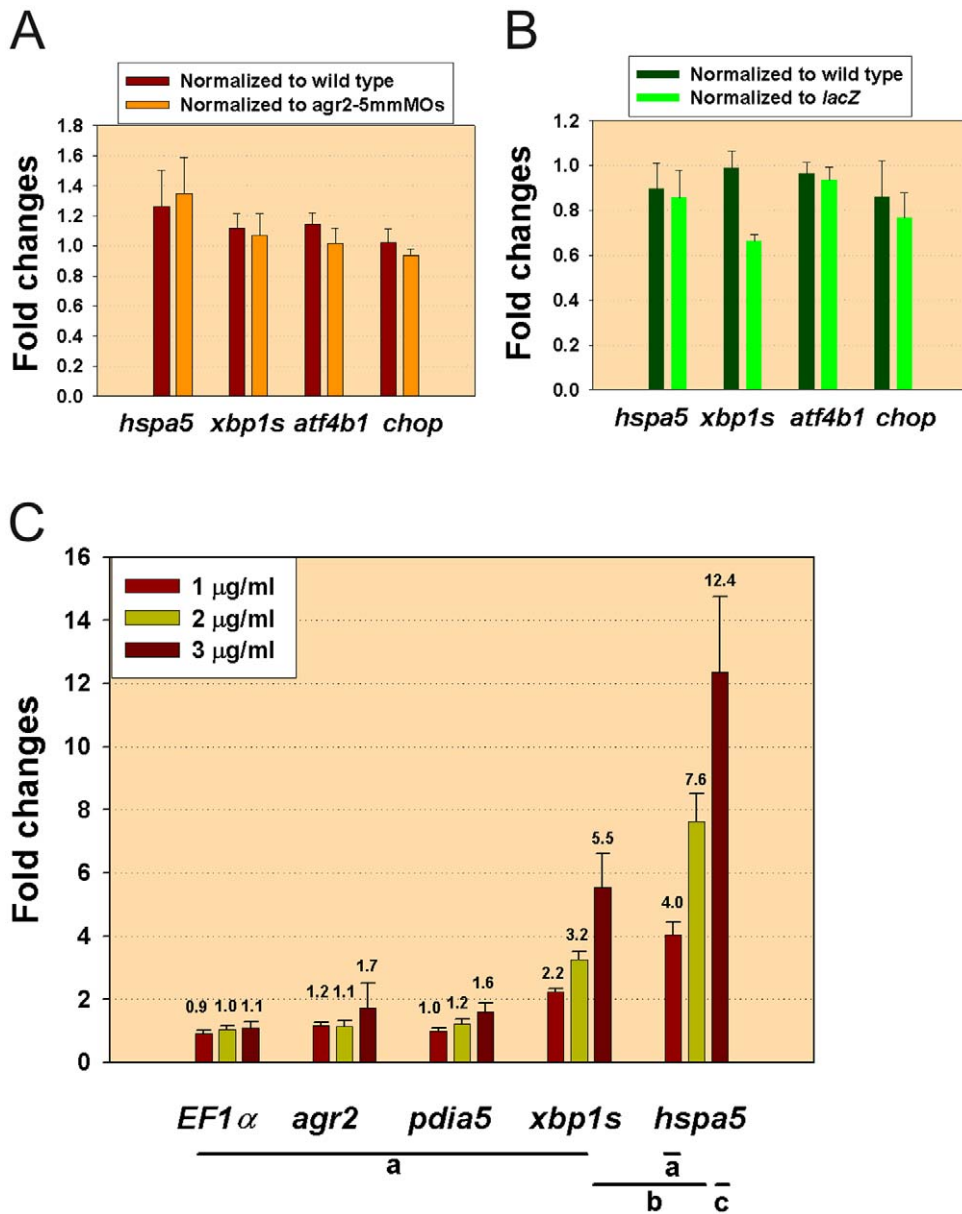 A
Normalized to wild type
Normalized to agr2-5mmMOs
Fold changes
1.8
1.6
1.4
1.2
1.0
0.8
0.6
0.4
0.2
0.0
hspa5 xbp1s atf4b1 chop
B
Normalized to wild type
Normalized to lacZ
Fold changes
1.2
1.0
0.8
0.6
0.4
0.2
0.0
hspa5 xbp1s atf4b1 chop
C
1 μg/ml
2 μg/ml
3 μg/ml
Fold changes
16
14
12
10
8
6
4
2
0
0.9 1.0 1.1
1.2 1.1 1.7
1.0 1.2 1.6
2.2 3.2 5.5
4.0 7.6 12.4
EF1α agr2 pdia5 xbp1s hspa5
a a
b c